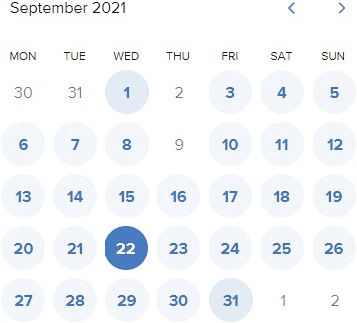 September 2021
MON TUE WED THU FRI SAT SUN
30 31 1 2 3 4 5
6 7 8 9 10 11 12
13 14 15 16 17 18 19
20 21 22 23 24 25 26
27 28 29 30 31 1 2